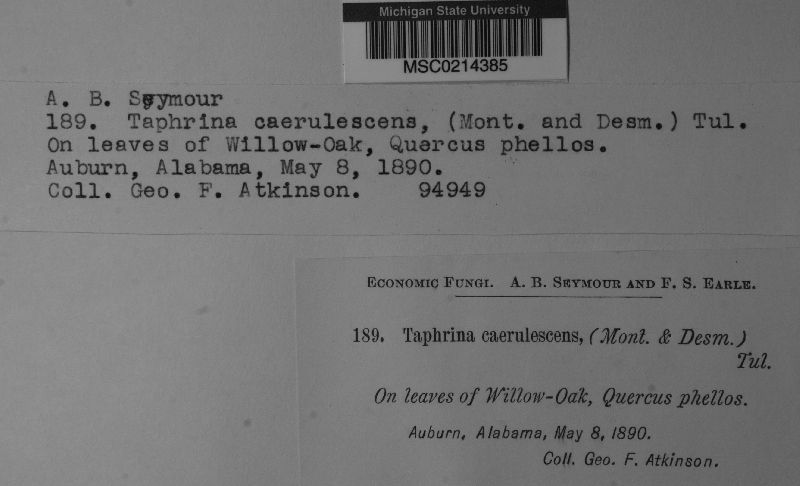 Michigan State University
MSC0214385
A. B. Seymour
189. Taphrina caerulescens, (Mont. and Desm.) Tul.
On leaves of Willow-Oak, Quercus phellos.
Auburn, Alabama, May 8, 1890.
Coll. Geo. F. Atkinson. 94949
Economic Fungi. A. B. Seymour and F. S. Earle.
189. Taphrina caerulescens, (Mont. & Desm.)
Tul.
On leaves of Willow-Oak, Quercus phellos.
Auburn, Alabama, May 8, 1890.
Coll. Geo. F. Atkinson.